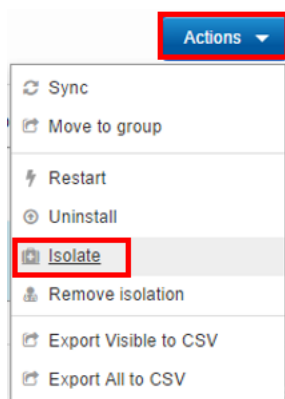 Actions
Sync
Move to group
Restart
Uninstall
Isolate
Remove isolation
Export Visible to CSV
Export All to CSV